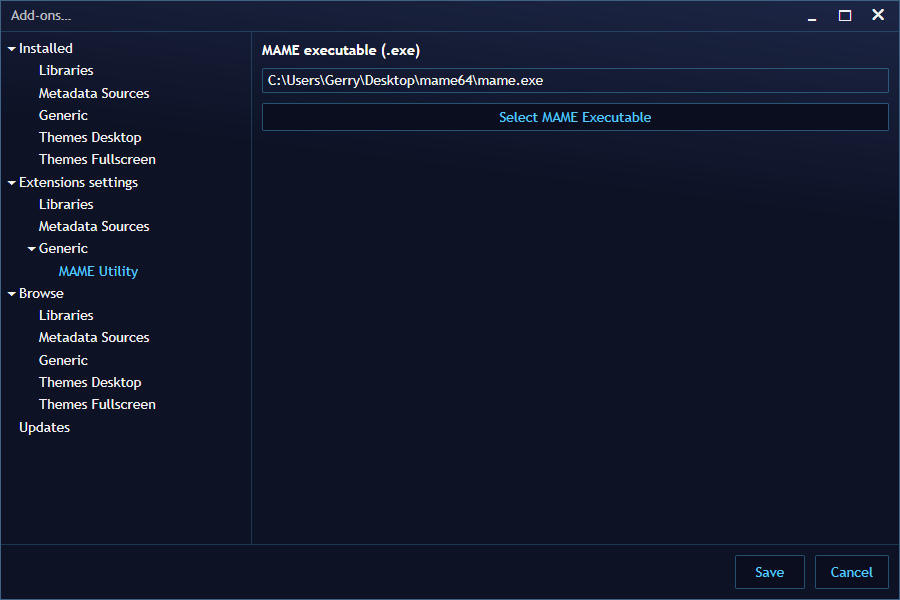 Add-ons...
Installed
Libraries
Metadata Sources
Generic
Themes Desktop
Themes Fullscreen
Extensions settings
Libraries
Metadata Sources
Generic
MAME Utility
Browse
Libraries
Metadata Sources
Generic
Themes Desktop
Themes Fullscreen
Updates
MAME executable (.exe)
C:\Users\Gerry\Desktop\mame64\mame.exe
Select MAME Executable
Save
Cancel